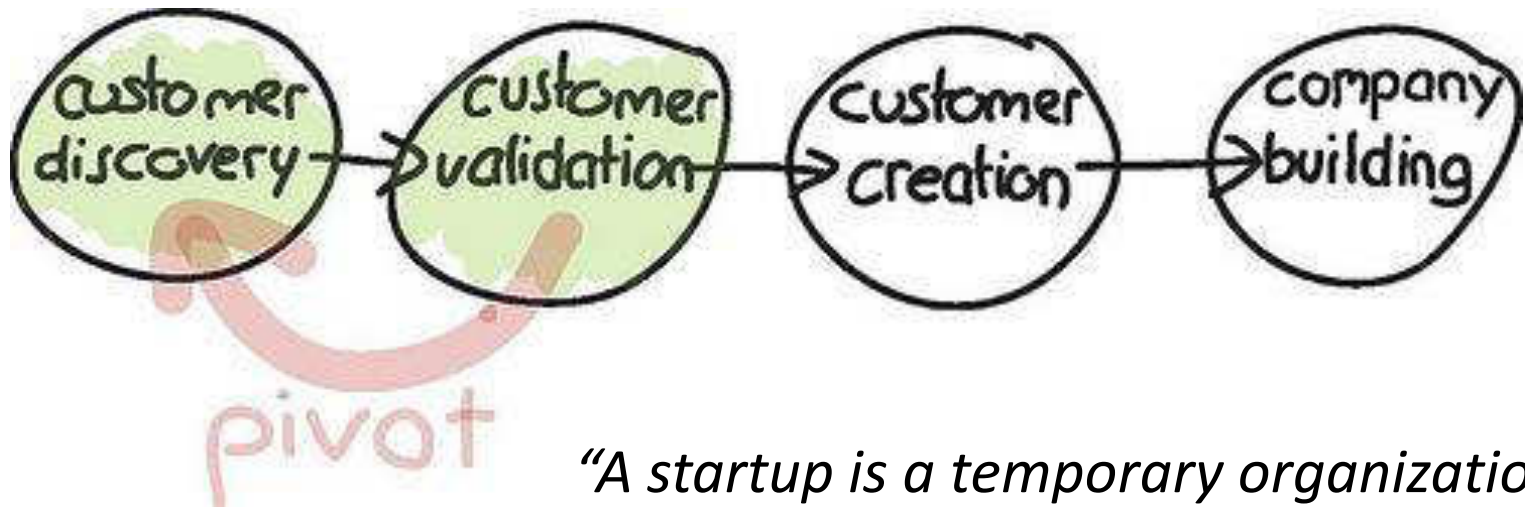 customer
discovery
customer
validation
customer
creation
company
building
pivot
“A startup is a temporary organizatio